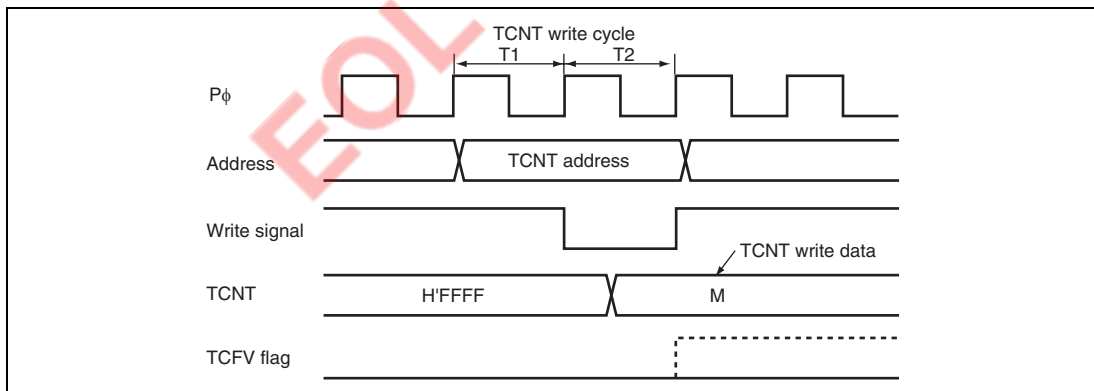 TCNT write cycle
T1 T2
Pφ
Address
TCNT address
Write signal
TCNT write data
TCNT
H'FFFF
M
TCFV flag
EOL